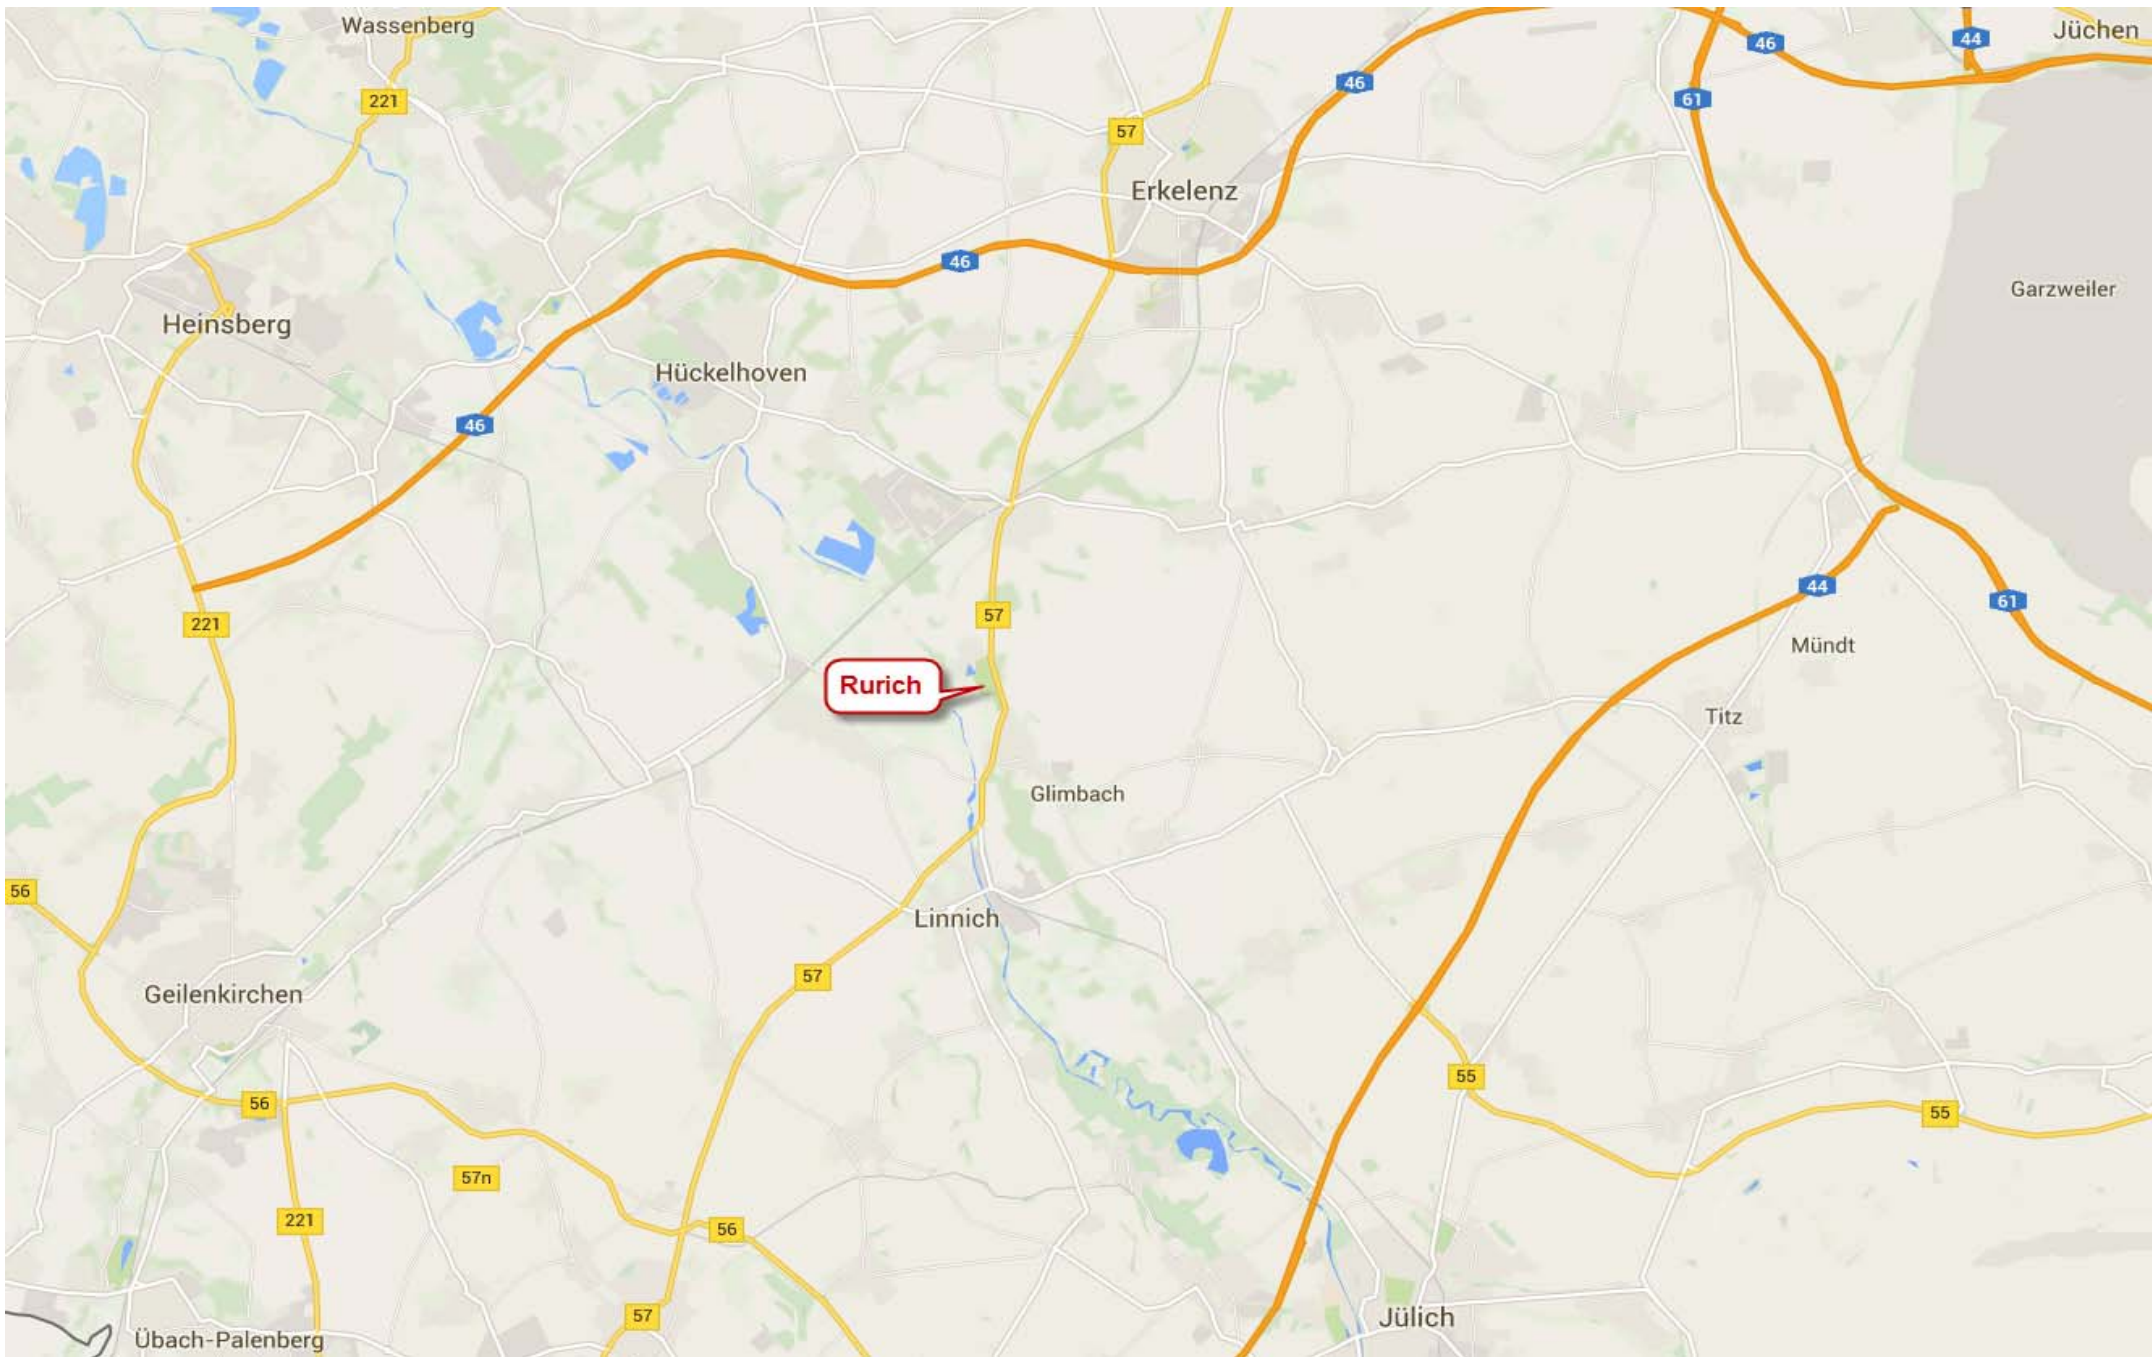 Wassenberg
46
44
Jüchen
221
46
61
57
Erkelenz
46
Garzweiler
Heinsberg
Hückelhoven
46
44
61
57
221
Mündt
Rurich
Titz
Glimbach
56
Linnich
57
Geilenkirchen
55
56
55
57n
221
56
57
Jülich
Übach-Palenberg